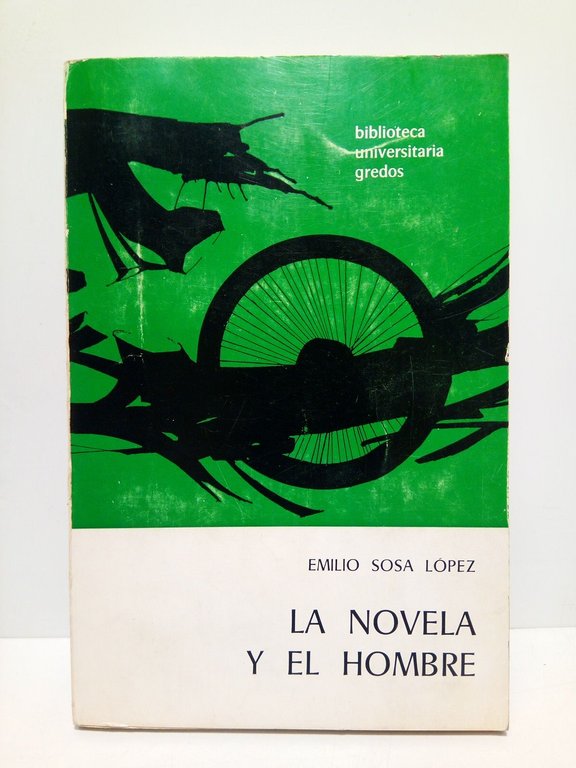 biblioteca
universitaria
gredos
EMILIO SOSA LÓPEZ
LA NOVELA
Y EL HOMBRE